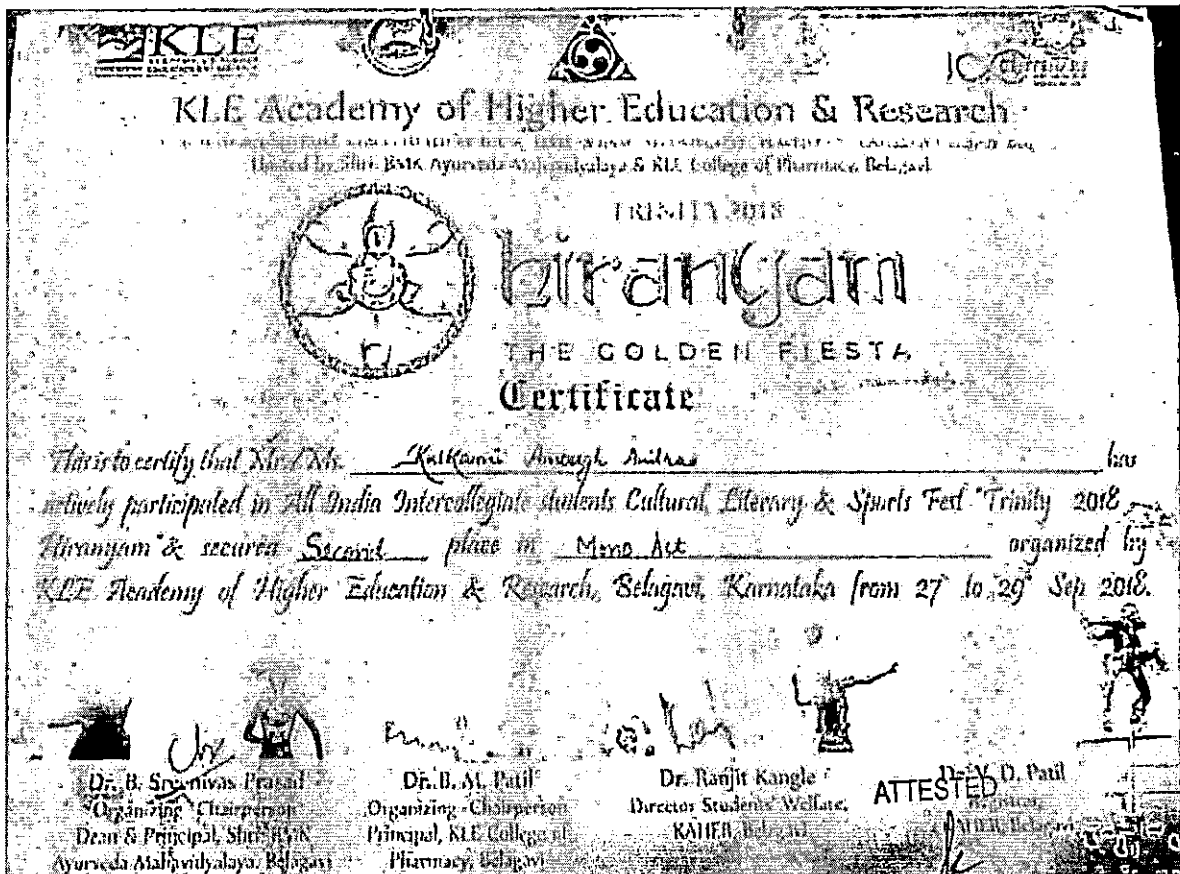 KLE
KLE Academy of Higher Education & Research
Hosted by Shri. BMK Ayurveda Mahavidyalaya & KLE College of Pharmacy, Belagavi
TRINITY 2018
hiranyam
THE GOLDEN FIESTA
Certificate
This is to certify that Mr. / Ms. Kulkarni has
actively participated in All India Intercollegiate students Cultural, Literary & Sports Fest "Trinity 2018
Hiranyam" & secured Second place in Mono Act organized by
KLE Academy of Higher Education & Research, Belagavi, Karnataka from 27 to 29 Sep 2018.
Dr. B. Sreenivas Prasad
Organizing - Chairperson
Dean & Principal, Shri BMK
Ayurveda Mahavidyalaya, Belagavi
Dr. B. M. Patil
Organizing - Chairperson
Principal, KLE College of
Pharmacy, Belagavi
Dr. Ranjit Kangle
Director Students' Welfare,
KAHER, Belagavi
Dr. V. D. Patil
Registrar,
KAHER, Belagavi
ATTESTED